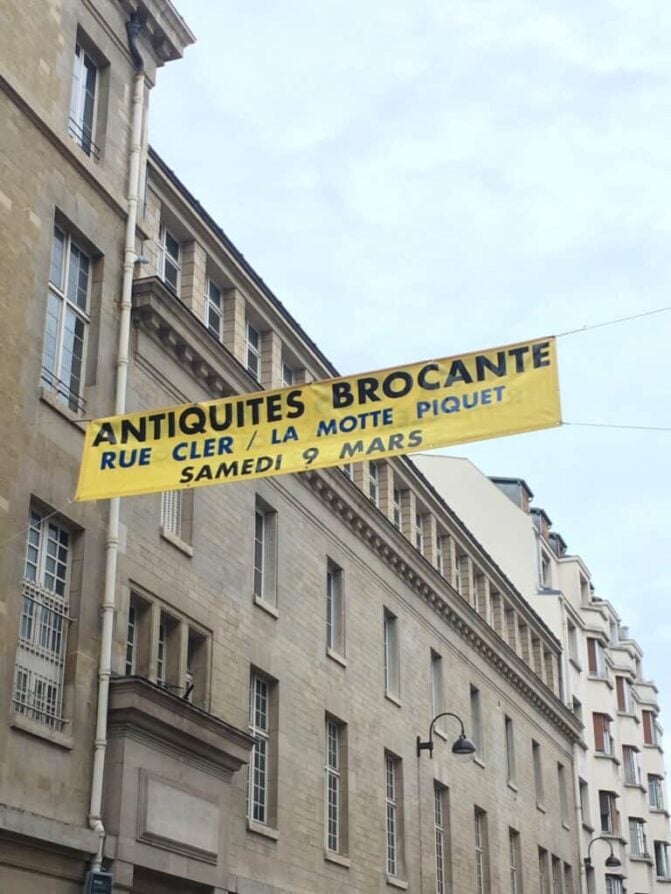 ANTIQUITES BROCANTE
RUE CLER / LA MOTTE PIQUET
SAMEDI 9 MARS